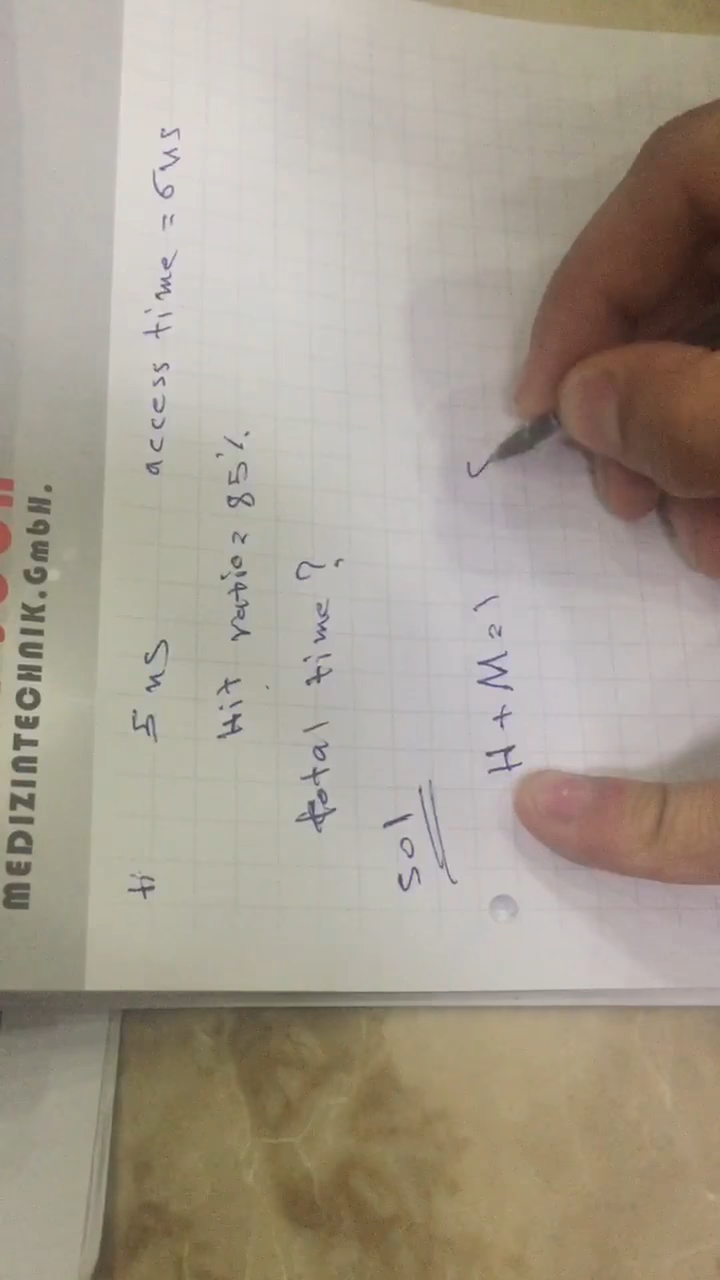 MEDIZINTECHNIK.GmbH.
ti 5 ns access time = 6 ns
Hit ratio = 85%
total time?
sol
H + M = 1